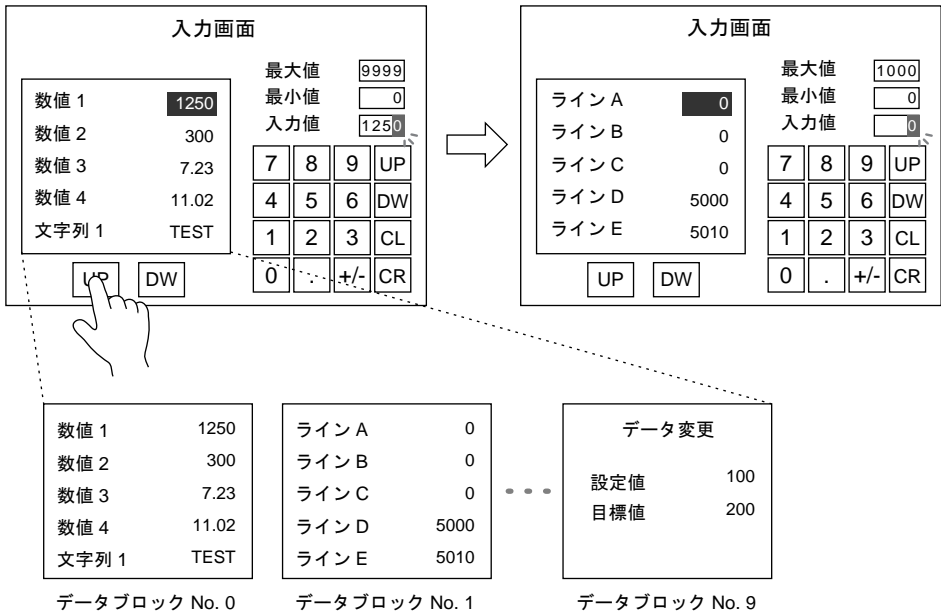 入力画面
最大値 9999
最小値 0
入力値 1250
数値 1 1250
数値 2 300
数値 3 7.23
数値 4 11.02
文字列 1 TEST
7 8 9 UP
4 5 6 DW
1 2 3 CL
0 . +/- CR
UP DW
入力画面
最大値 1000
最小値 0
入力値 0
ライン A 0
ライン B 0
ライン C 0
ライン D 5000
ライン E 5010
7 8 9 UP
4 5 6 DW
1 2 3 CL
0 . +/- CR
UP DW
数値 1 1250
数値 2 300
数値 3 7.23
数値 4 11.02
文字列 1 TEST
データブロック No. 0
ライン A 0
ライン B 0
ライン C 0
ライン D 5000
ライン E 5010
データブロック No. 1
データ変更
設定値 100
目標値 200
データブロック No. 9